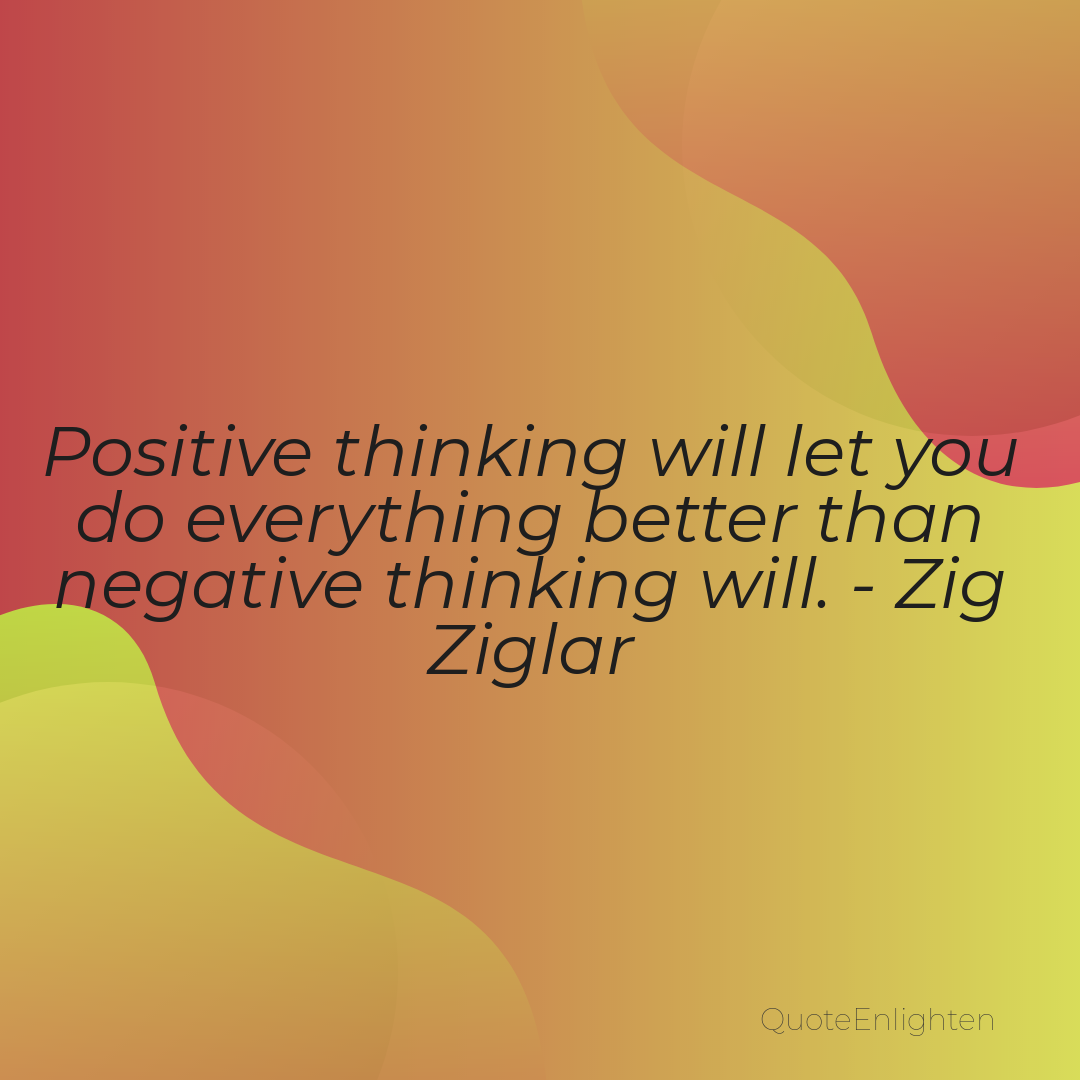 Positive thinking will let you
do everything better than
negative thinking will. - Zig
Ziglar
QuoteEnlighten